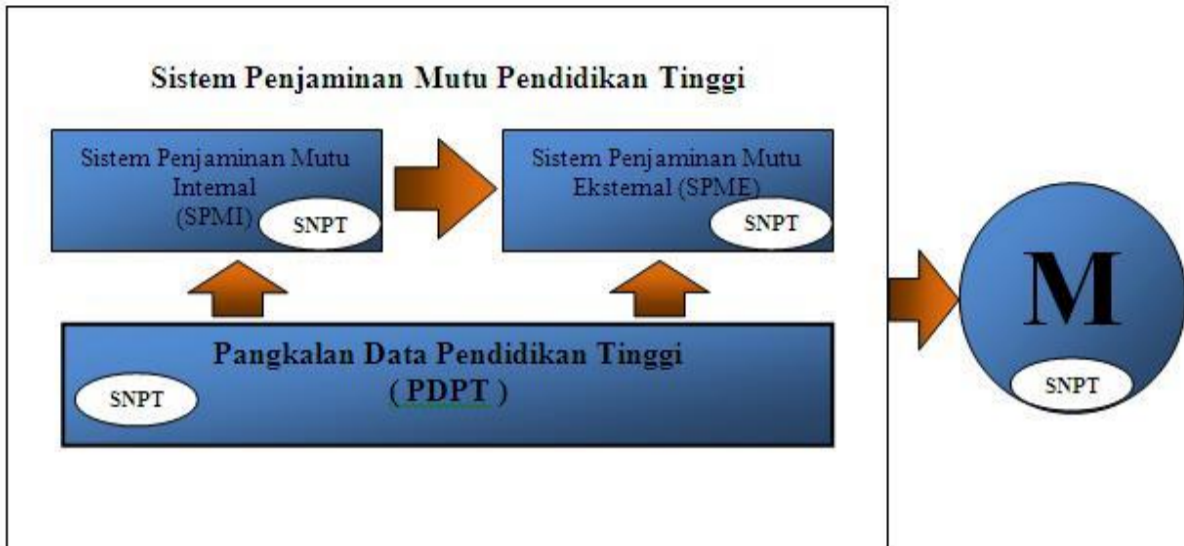 Sistem Penjaminan Mutu Pendidikan Tinggi
Sistem Penjaminan Mutu
Internal
(SPMI)
SNPT
Sistem Penjaminan Mutu
Eksternal (SPME)
SNPT
Pangkalan Data Pendidikan Tinggi
( PDPT )
SNPT
M
SNPT